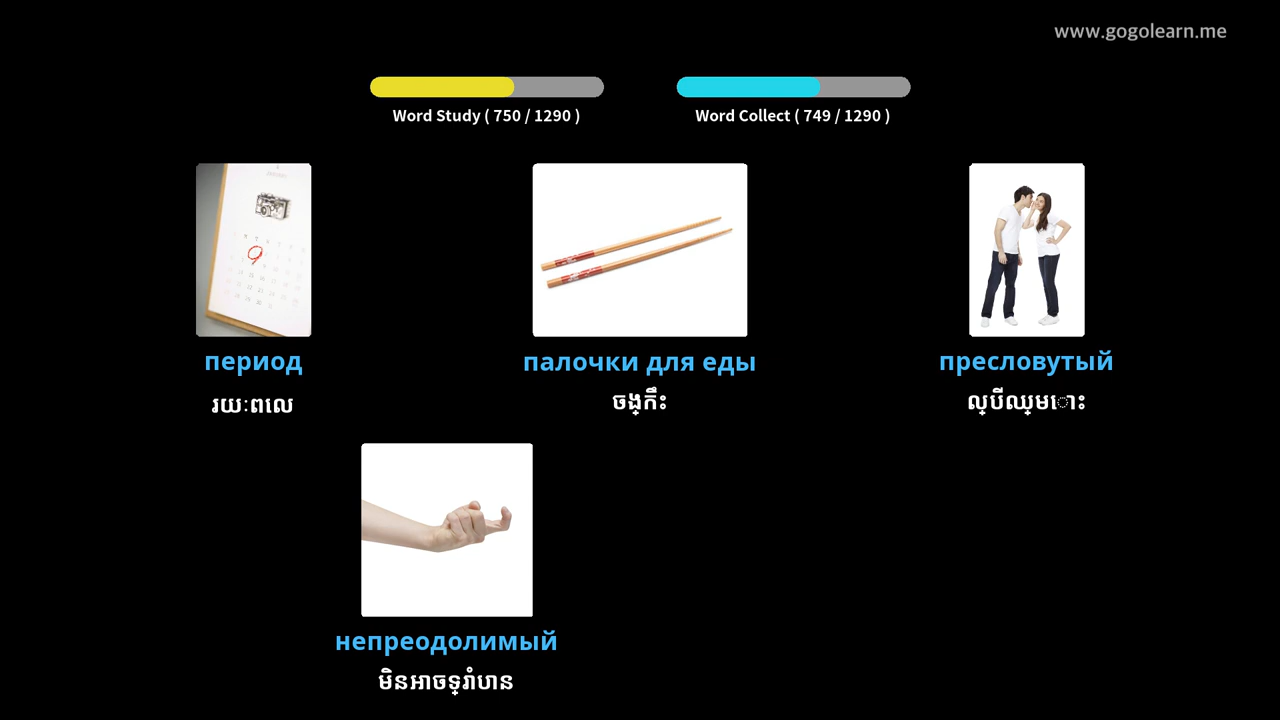 www.gogolearn.me
Word Study ( 750 / 1290 )
Word Collect ( 749 / 1290 )
период
រយៈពេល
палочки для еды
ចង្កឹះ
пресловутый
ល្បីឈ្មោះ
непреодолимый
មិនអាចទ្រាំបាន